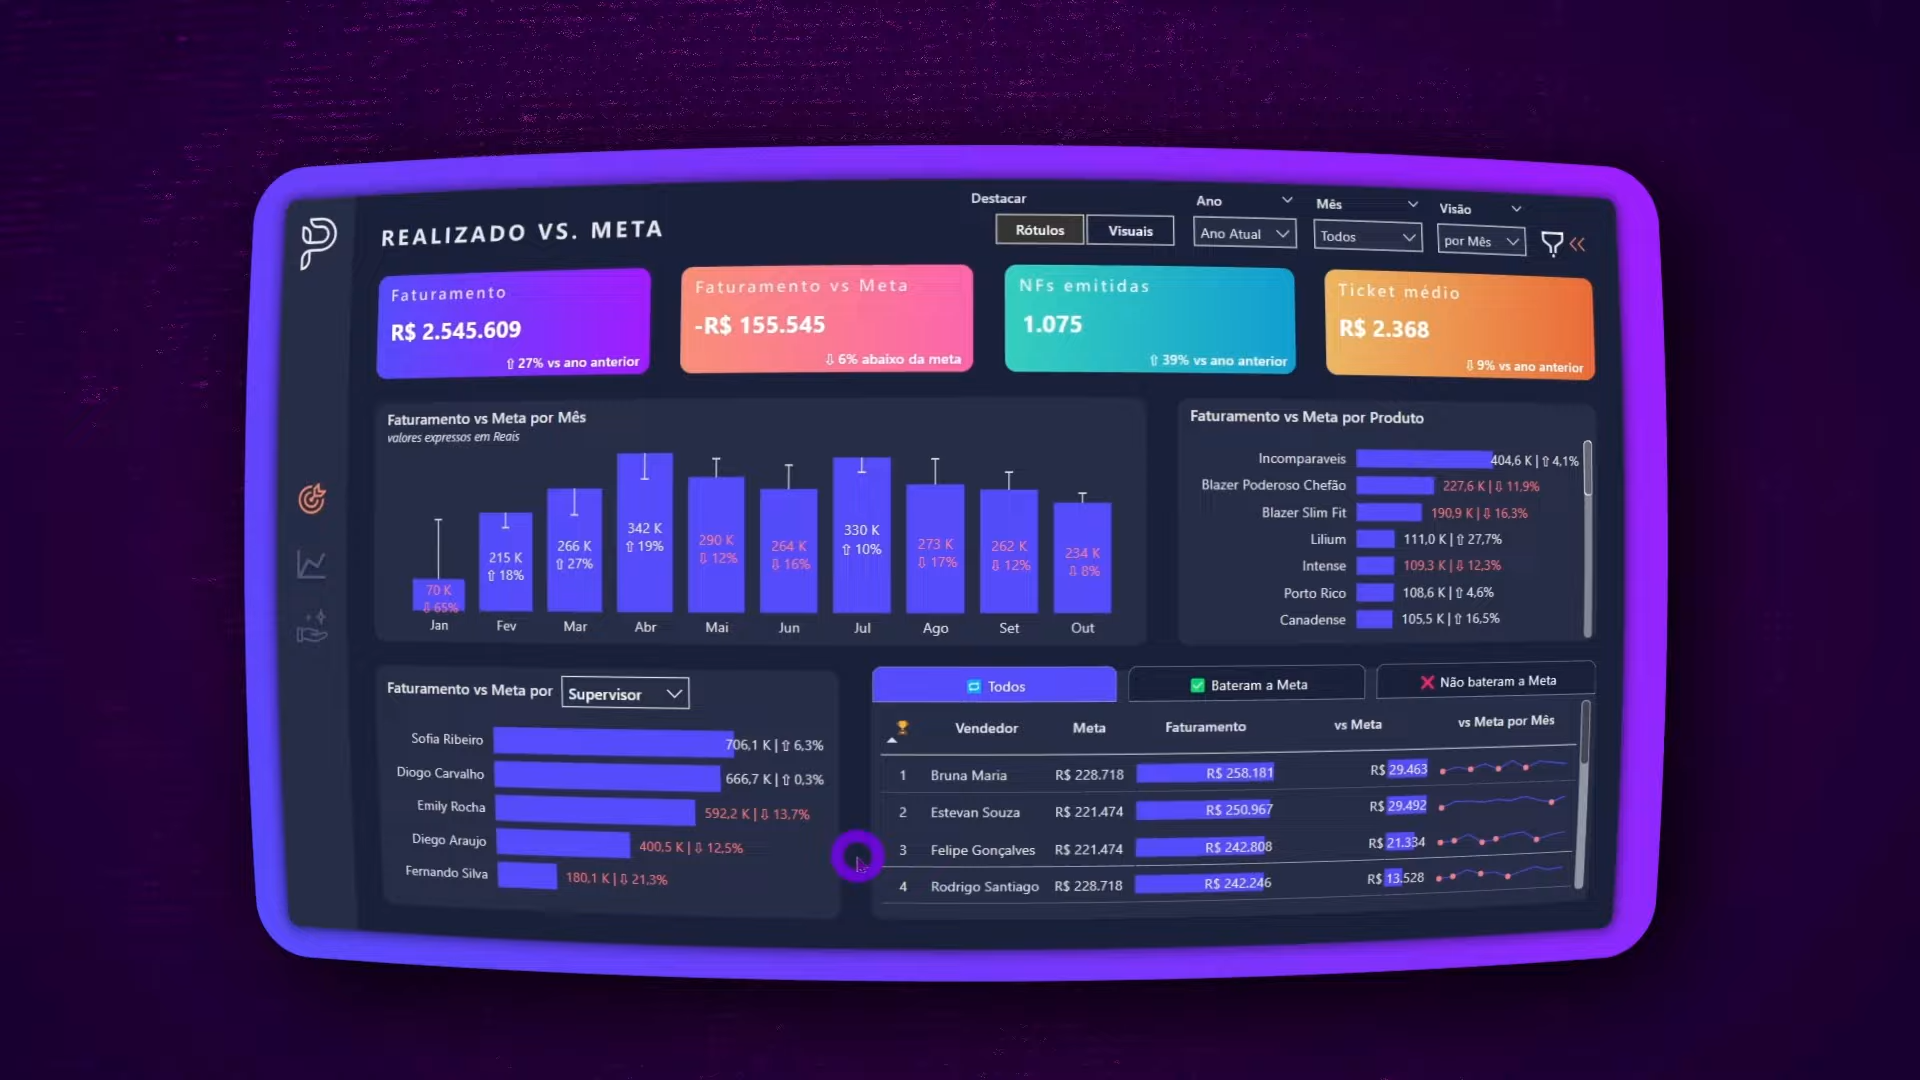 REALIZADO VS. META
Destacar
Rótulos
Visuais
Ano
Ano Atual
Mês
Todos
Visão
por Mês
Faturamento
R$ 2.545.609
⇧ 27% vs ano anterior
Faturamento vs Meta
-R$ 155.545
⇩ 6% abaixo da meta
NFs emitidas
1.075
⇧ 39% vs ano anterior
Ticket médio
R$ 2.368
⇩ 9% vs ano anterior
Faturamento vs Meta por Mês
valores expressos em Reais
70 K
⇩ 65%
Jan
215 K
⇧ 18%
Fev
266 K
⇧ 27%
Mar
342 K
⇧ 19%
Abr
290 K
⇩ 12%
Mai
264 K
⇩ 16%
Jun
330 K
⇧ 10%
Jul
273 K
⇩ 17%
Ago
262 K
⇩ 12%
Set
234 K
⇩ 8%
Out
Faturamento vs Meta por Produto
Incomparaveis 404,6 K | ⇧ 4,1%
Blazer Poderoso Chefão 227,6 K | ⇩ 11,9%
Blazer Slim Fit 190,9 K | ⇩ 16,3%
Lilium 111,0 K | ⇧ 27,7%
Intense 109,3 K | ⇩ 12,3%
Porto Rico 108,6 K | ⇧ 4,6%
Canadense 105,5 K | ⇧ 16,5%
Faturamento vs Meta por Supervisor
Sofia Ribeiro 706,1 K | ⇧ 6,3%
Diogo Carvalho 666,7 K | ⇧ 0,3%
Emily Rocha 592,2 K | ⇩ 13,7%
Diego Araujo 400,5 K | ⇩ 12,5%
Fernando Silva 180,1 K | ⇩ 21,3%
Todos
Bateram a Meta
Não bateram a Meta
Vendedor Meta Faturamento vs Meta vs Meta por Mês
1 Bruna Maria R$ 228.718 R$ 258.181 R$ 29.463
2 Estevan Souza R$ 221.474 R$ 250.967 R$ 29.492
3 Felipe Gonçalves R$ 221.474 R$ 242.808 R$ 21.334
4 Rodrigo Santiago R$ 228.718 R$ 242.246 R$ 13.528